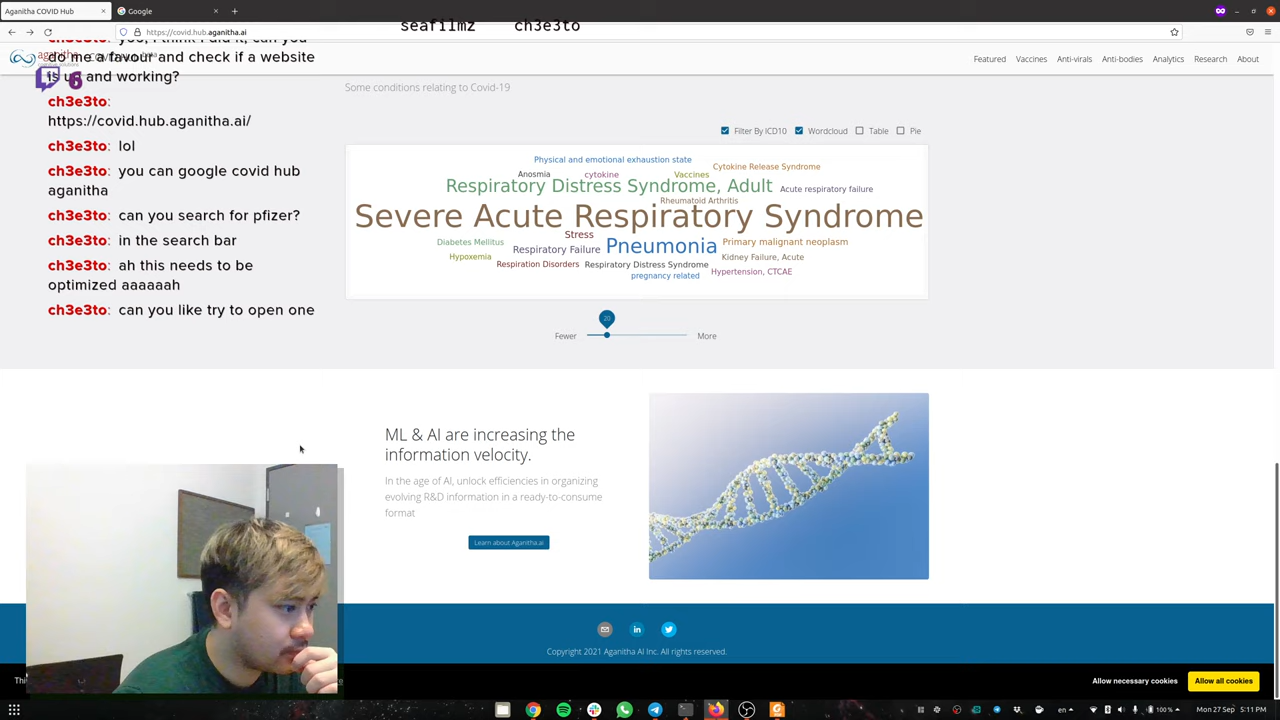 Aganitha COVID Hub
Google
seafilmz ch3e3to
https://covid.hub.aganitha.ai
aganitha
COVID
Featured
Vaccines
Anti-virals
Anti-bodies
Analytics
Research
About
do me a favour and check if a website
is up and working?
6
ch3e3to:
https://covid.hub.aganitha.ai/
ch3e3to: lol
ch3e3to: you can google covid hub
aganitha
ch3e3to: can you search for pfizer?
ch3e3to: in the search bar
ch3e3to: ah this needs to be
optimized aaaaaah
ch3e3to: can you like try to open one
Some conditions relating to Covid-19
Filter By ICD10
Wordcloud
Table
Pie
Physical and emotional exhaustion state
Cytokine Release Syndrome
Anosmia
cytokine
Vaccines
Respiratory Distress Syndrome, Adult
Acute respiratory failure
Rheumatoid Arthritis
Severe Acute Respiratory Syndrome
Stress
Diabetes Mellitus
Respiratory Failure
Pneumonia
Primary malignant neoplasm
Hypoxemia
Respiration Disorders
Respiratory Distress Syndrome
Kidney Failure, Acute
pregnancy related
Hypertension, CTCAE
20
Fewer
More
ML & AI are increasing the
information velocity.
In the age of AI, unlock efficiencies in organizing
evolving R&D information in a ready-to-consume
format
Learn about Aganitha.ai
Copyright 2021 Aganitha AI Inc. All rights reserved.
Allow necessary cookies
Allow all cookies
en
100 %
Mon 27 Sep
5:11 PM